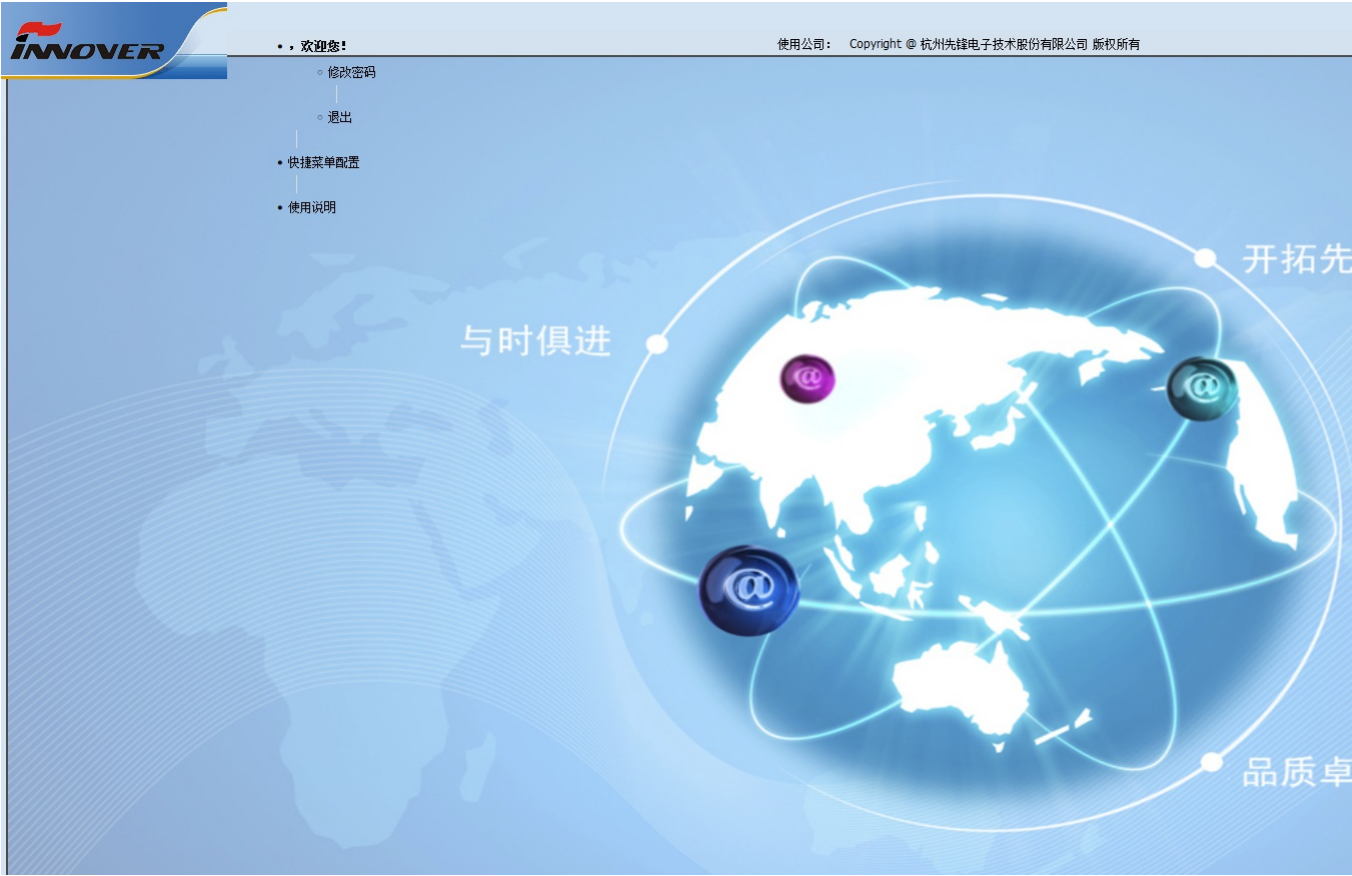 INNOVER
，欢迎您！
使用公司： Copyright @ 杭州先锋电子技术股份有限公司 版权所有
修改密码
退出
快捷菜单配置
使用说明
开拓先
与时俱进
@
@
@
品质卓